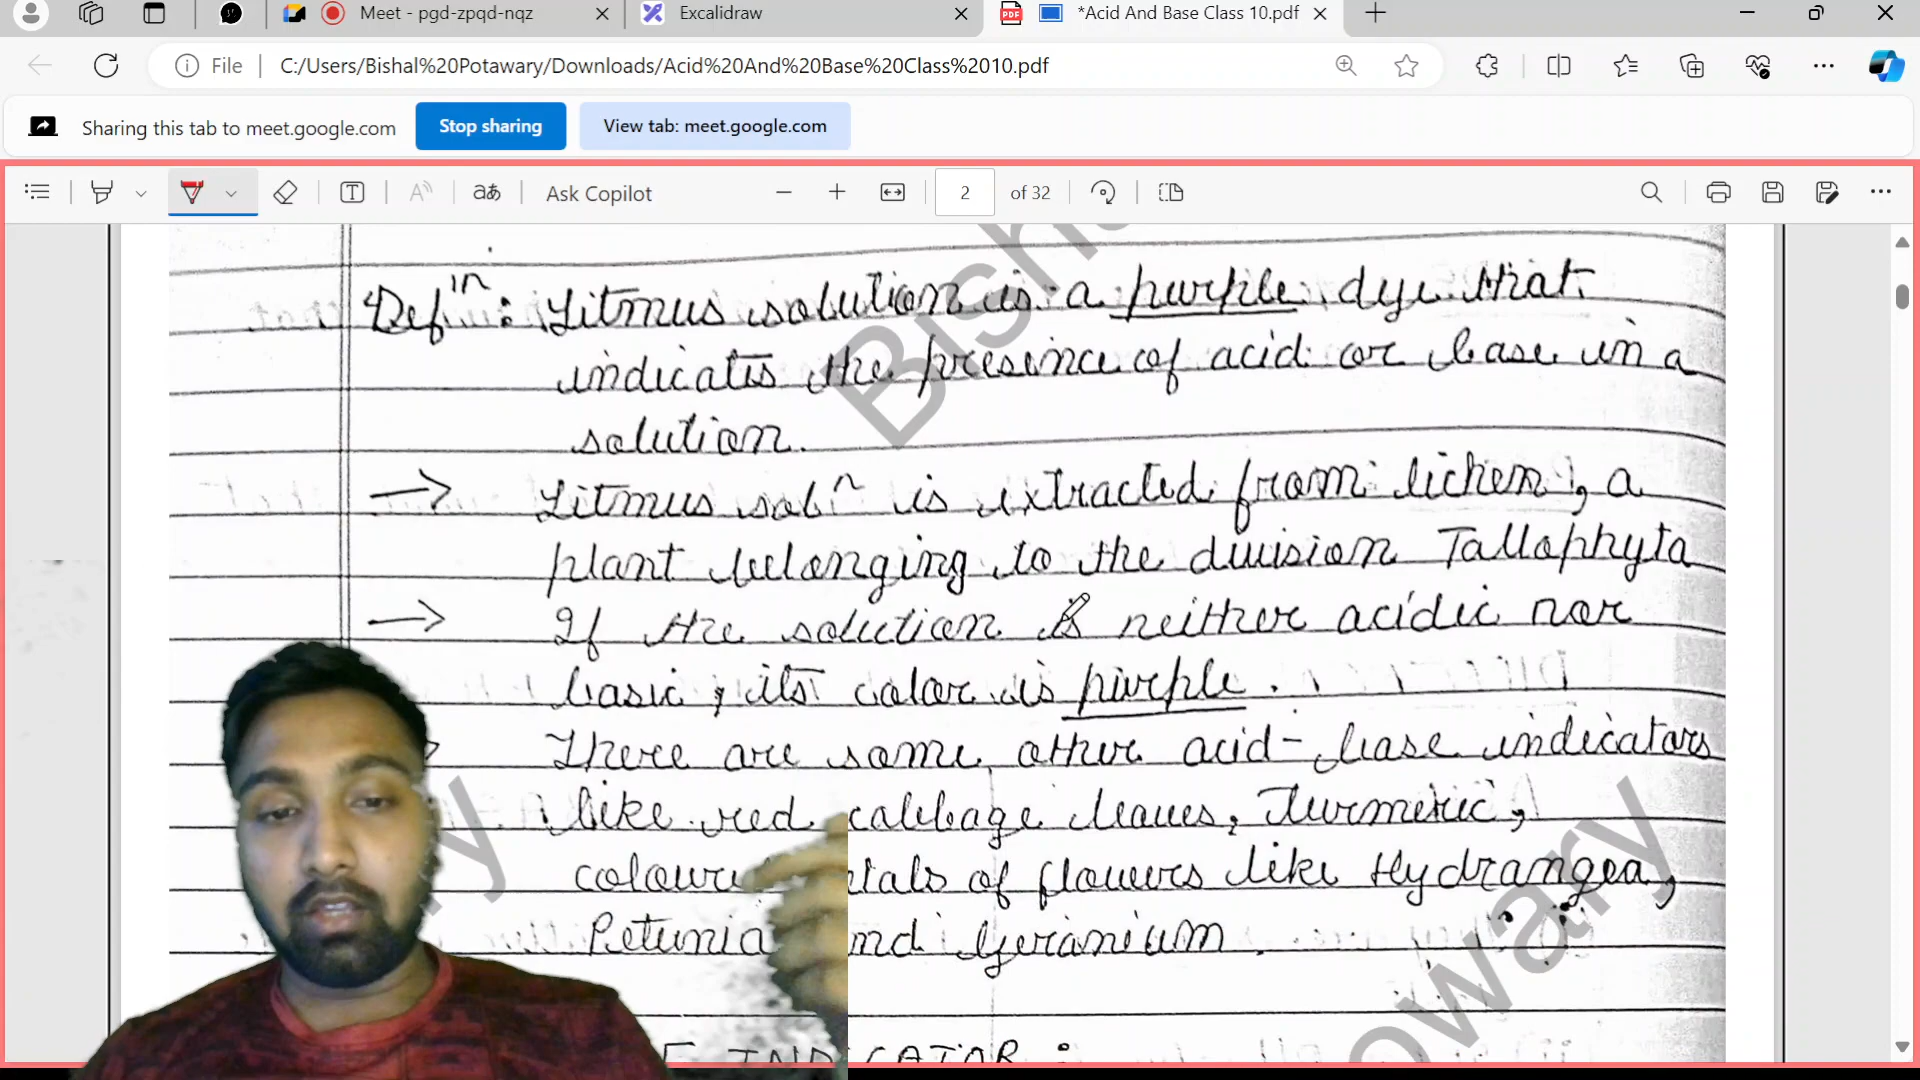 Meet - pgd-zpqd-nqz
Excalidraw
PDF
*Acid And Base Class 10.pdf
File
C:/Users/Bishal%20Potawary/Downloads/Acid%20And%20Base%20Class%2010.pdf
Sharing this tab to meet.google.com
Stop sharing
View tab: meet.google.com
Ask Copilot
2 of 32
Defⁱⁿ: Litmus solution is a purple dye that
indicates the presence of acid or base in a
solution.
→ Litmus solⁿ is extracted from lichen, a
plant belonging to the division Tallophyta
→ If the solution is neither acidic nor
basic, its color is purple.
There are some other acid-base indicators
like red cabbage leaves, Turmeric,
colour etals of flowers like Hydrangea,
Petunia nd Geranium.
INDICATOR :
Bish
y
owary